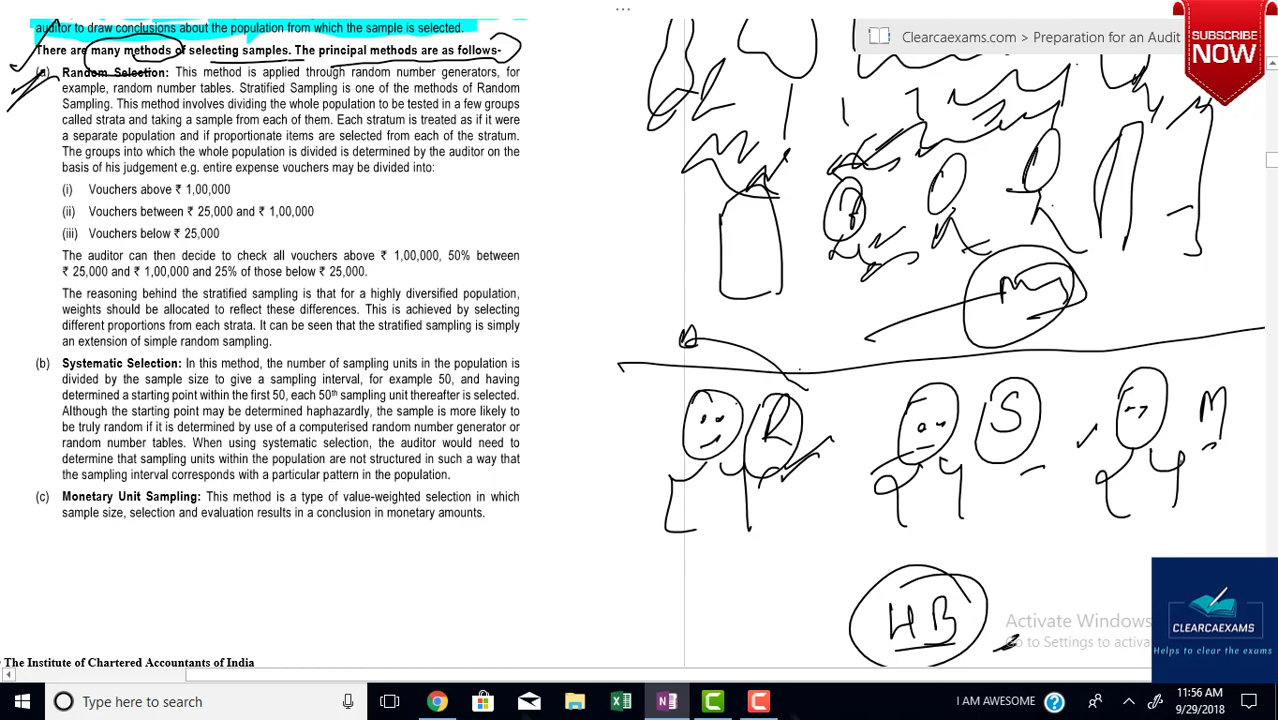 auditor to draw conclusions about the population from which the sample is selected.
There are many methods of selecting samples. The principal methods are as follows-
(a) Random Selection: This method is applied through random number generators, for
example, random number tables. Stratified Sampling is one of the methods of Random
Sampling. This method involves dividing the whole population to be tested in a few groups
called strata and taking a sample from each of them. Each stratum is treated as if it were
a separate population and if proportionate items are selected from each of the stratum.
The groups into which the whole population is divided is determined by the auditor on the
basis of his judgement e.g. entire expense vouchers may be divided into:
(i) Vouchers above ₹ 1,00,000
(ii) Vouchers between ₹ 25,000 and ₹ 1,00,000
(iii) Vouchers below ₹ 25,000
The auditor can then decide to check all vouchers above ₹ 1,00,000, 50% between
₹ 25,000 and ₹ 1,00,000 and 25% of those below ₹ 25,000.
The reasoning behind the stratified sampling is that for a highly diversified population,
weights should be allocated to reflect these differences. This is achieved by selecting
different proportions from each strata. It can be seen that the stratified sampling is simply
an extension of simple random sampling.
(b) Systematic Selection: In this method, the number of sampling units in the population is
divided by the sample size to give a sampling interval, for example 50, and having
determined a starting point within the first 50, each 50th sampling unit thereafter is selected.
Although the starting point may be determined haphazardly, the sample is more likely to
be truly random if it is determined by use of a computerised random number generator or
random number tables. When using systematic selection, the auditor would need to
determine that sampling units within the population are not structured in such a way that
the sampling interval corresponds with a particular pattern in the population.
(c) Monetary Unit Sampling: This method is a type of value-weighted selection in which
sample size, selection and evaluation results in a conclusion in monetary amounts.
The Institute of Chartered Accountants of India
Clearcaexams.com > Preparation for an Audit
SUBSCRIBE
NOW
R
S
M
HB
Activate Windows
Go to Settings to activa
CLEARCAEXAMS
Helps to clear the exams
Type here to search
I AM AWESOME
11:56 AM
9/29/2018